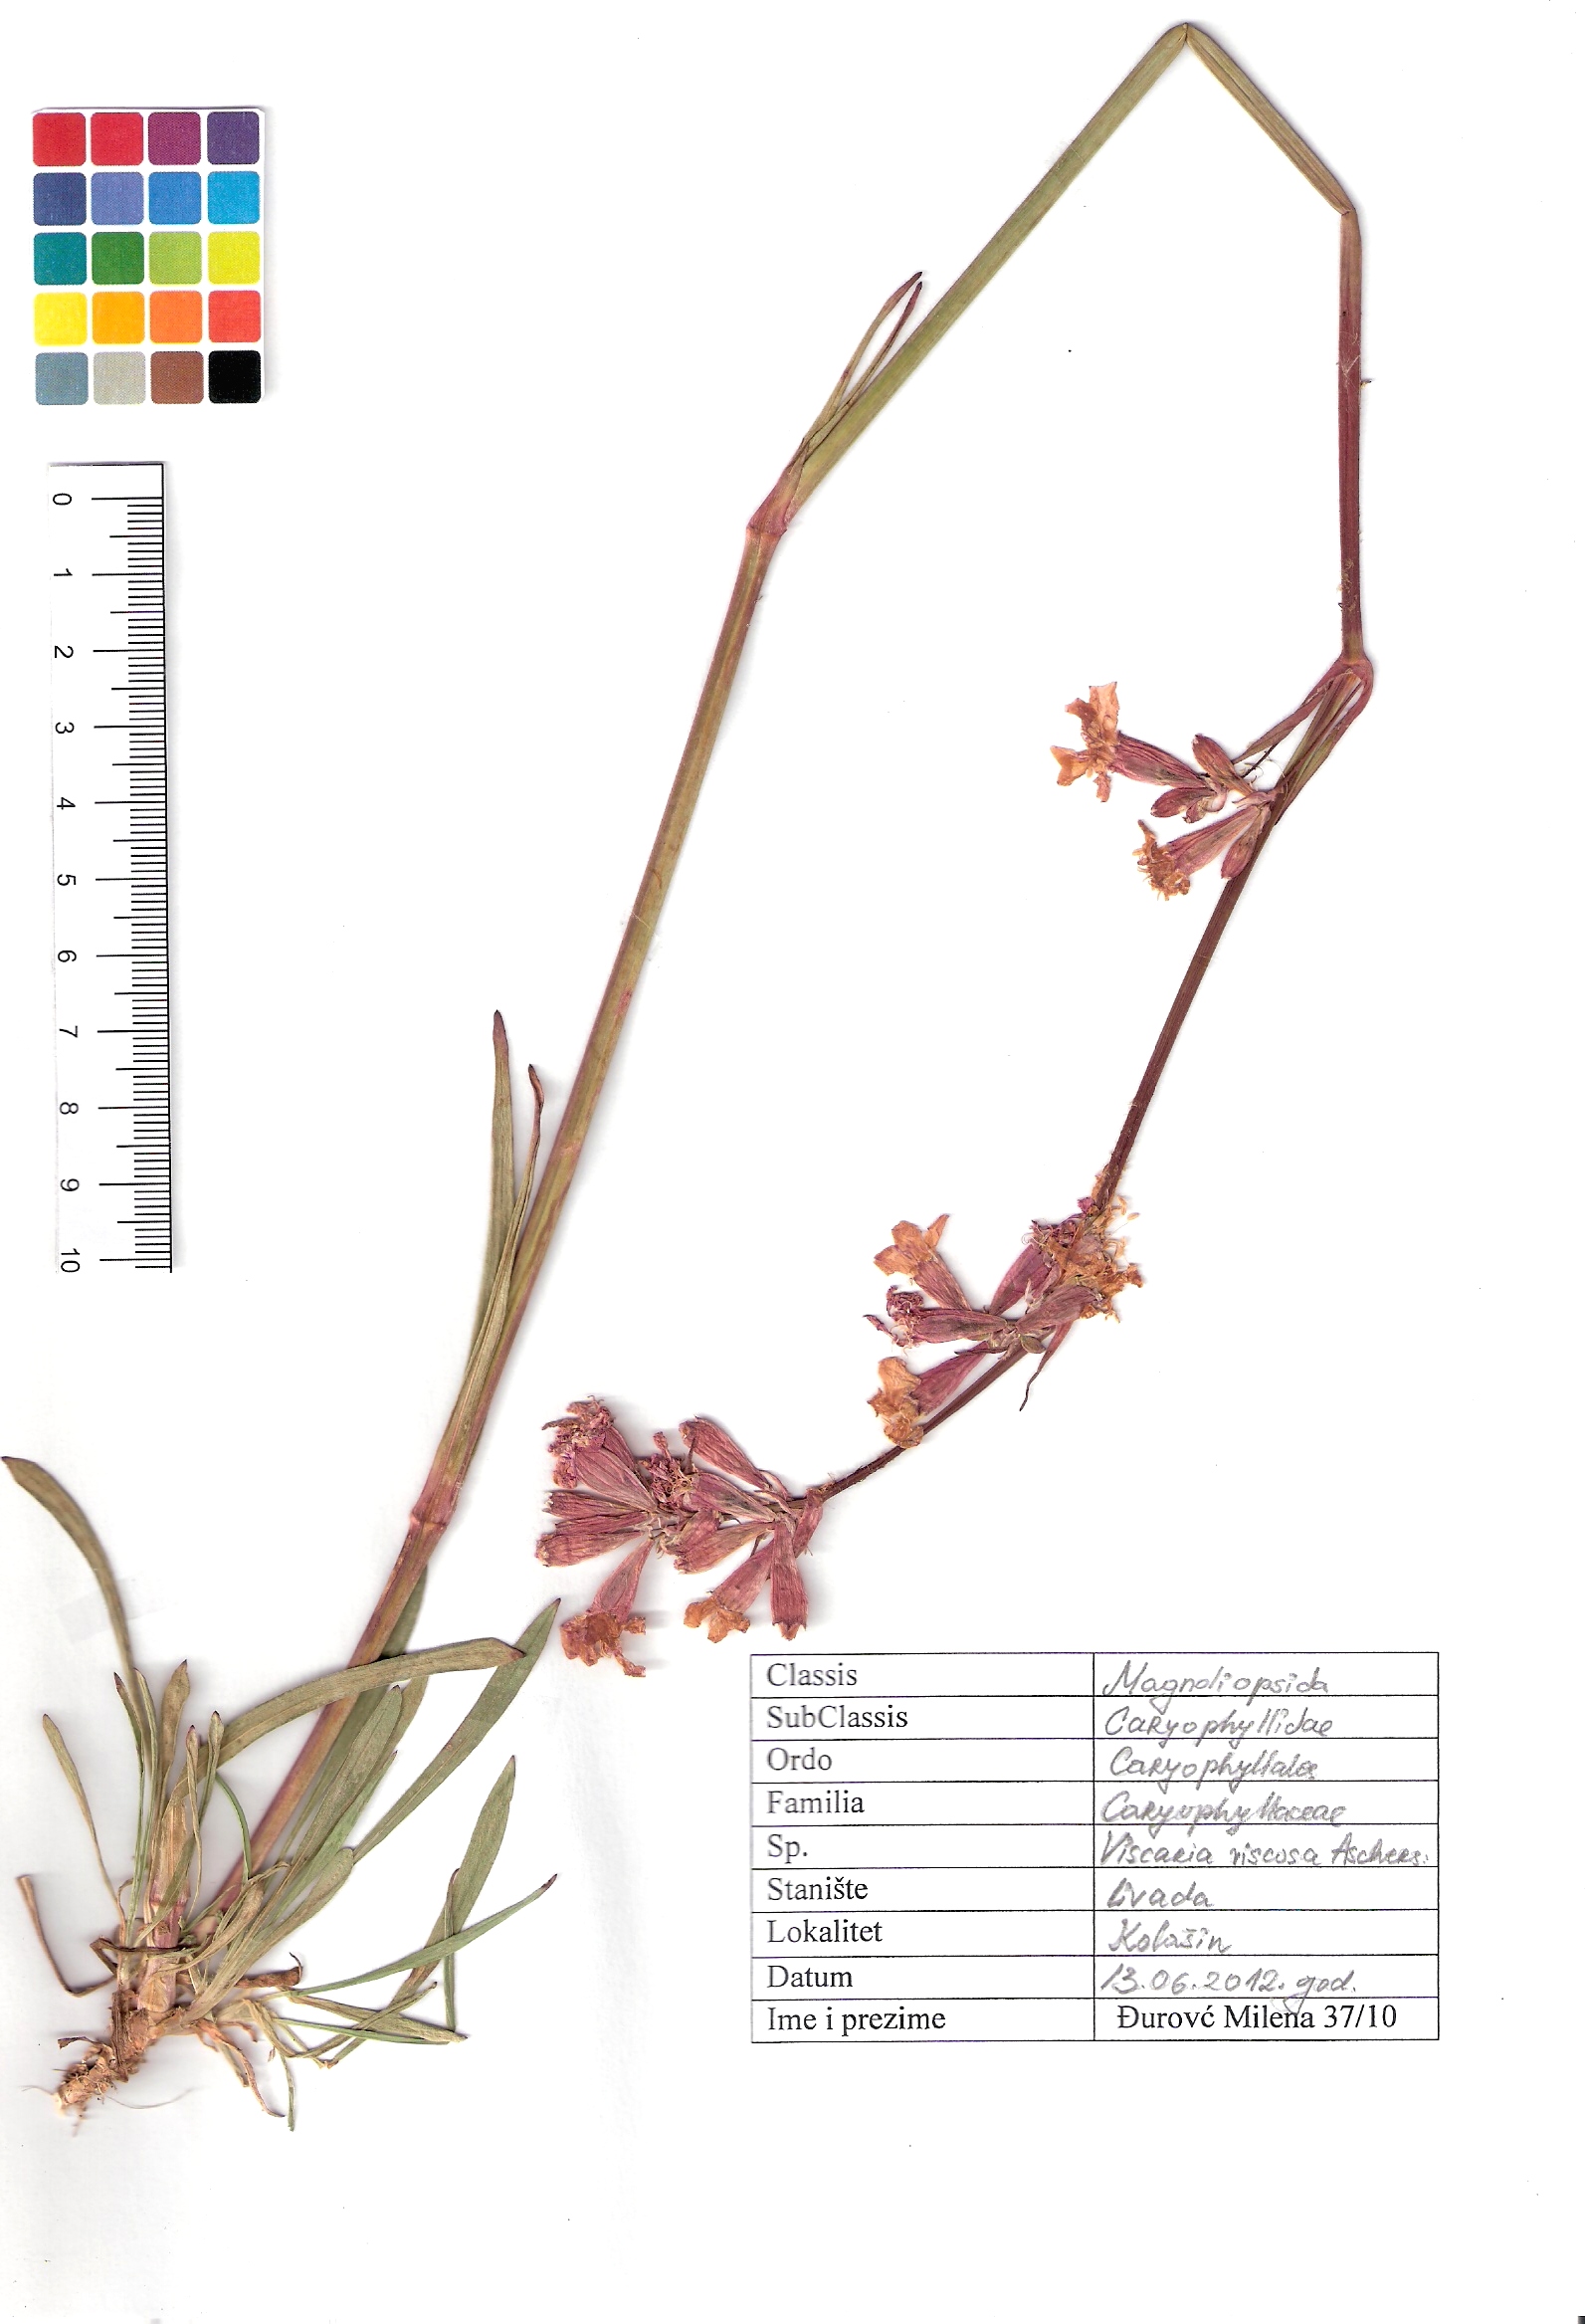 0
1
2
3
4
5
6
7
8
9
10
Classis Magnoliopsida
SubClassis Caryophyllidae
Ordo Caryophyllales
Familia Caryophyllaceae
Sp. Viscaria viscosa Aschers.
Stanište livada
Lokalitet Kolašin
Datum 13.06.2012. god.
Ime i prezime Đurovć Milena 37/10